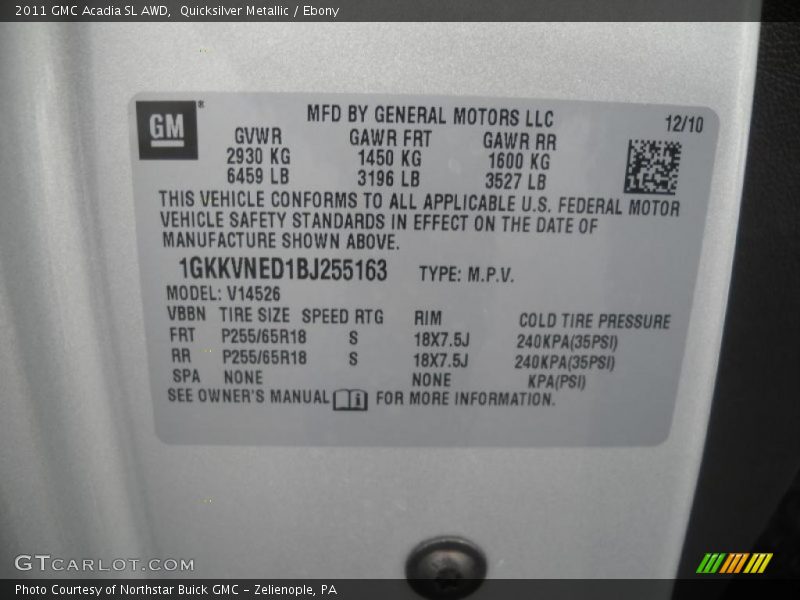 2011 GMC Acadia SL AWD, Quicksilver Metallic / Ebony
GM ®
MFD BY GENERAL MOTORS LLC
12/10
GVWR GAWR FRT GAWR RR
2930 KG 1450 KG 1600 KG
6459 LB 3196 LB 3527 LB
THIS VEHICLE CONFORMS TO ALL APPLICABLE U.S. FEDERAL MOTOR
VEHICLE SAFETY STANDARDS IN EFFECT ON THE DATE OF
MANUFACTURE SHOWN ABOVE.
1GKKVNED1BJ255163 TYPE: M.P.V.
MODEL: V14526
VBBN TIRE SIZE SPEED RTG RIM COLD TIRE PRESSURE
FRT P255/65R18 S 18X7.5J 240KPA(35PSI)
RR P255/65R18 S 18X7.5J 240KPA(35PSI)
SPA NONE NONE KPA(PSI)
SEE OWNER'S MANUAL i FOR MORE INFORMATION.
GTCARLOT.COM
Photo Courtesy of Northstar Buick GMC - Zelienople, PA